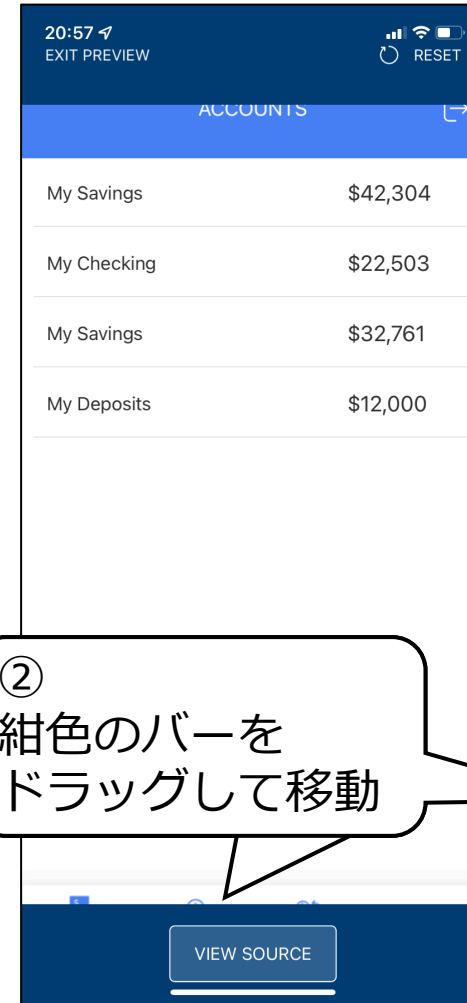 20:57
EXIT PREVIEW
RESET
ACCOUNTS
My Savings $42,304
My Checking $22,503
My Savings $32,761
My Deposits $12,000
②
紺色のバーを
ドラッグして移動
VIEW SOURCE